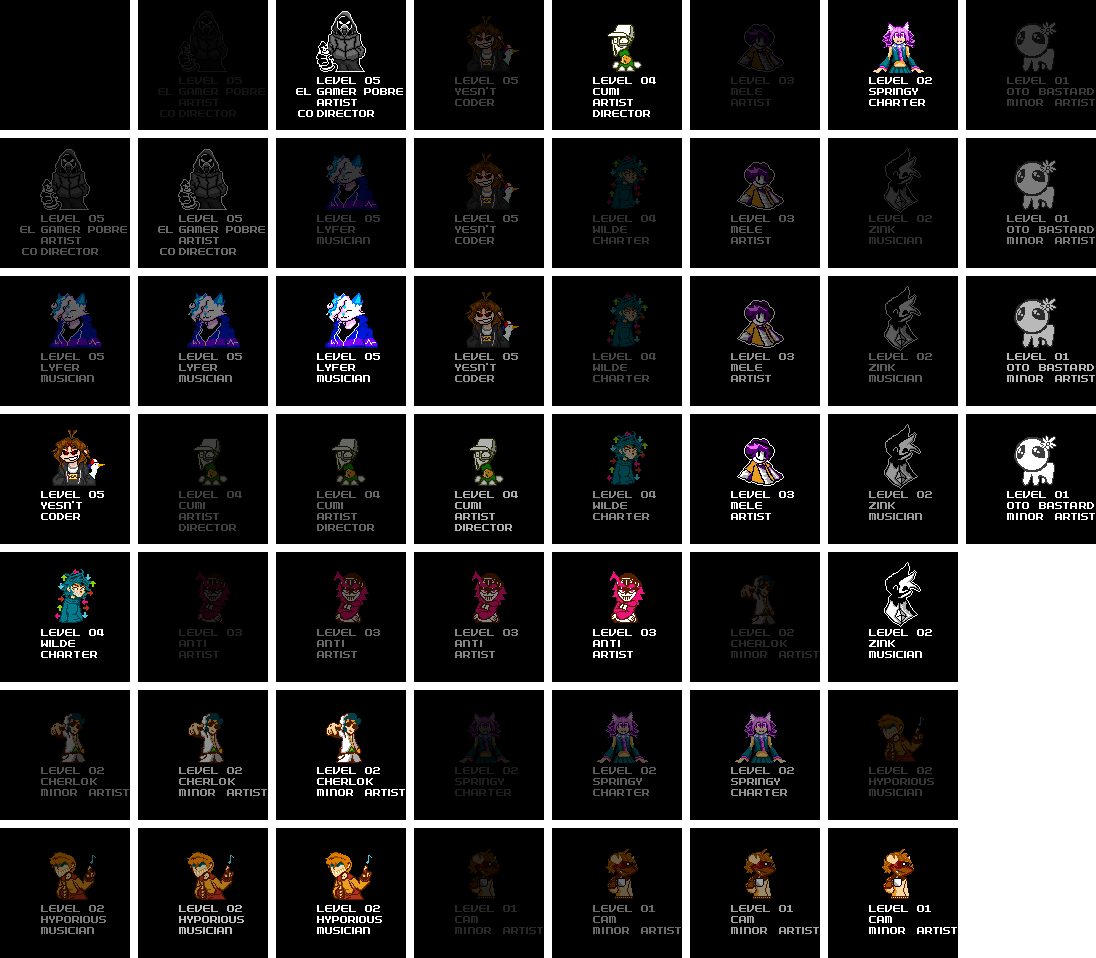 LEVEL 05
EL GAMER POBRE
ARTIST
CO DIRECTOR
LEVEL 05
EL GAMER POBRE
ARTIST
CO DIRECTOR
LEVEL 05
YESN'T
CODER
LEVEL 04
CUMI
ARTIST
DIRECTOR
LEVEL 03
MELE
ARTIST
LEVEL 02
SPRINGY
CHARTER
LEVEL 01
OTO BASTARD
MINOR ARTIST
LEVEL 05
EL GAMER POBRE
ARTIST
CO DIRECTOR
LEVEL 05
EL GAMER POBRE
ARTIST
CO DIRECTOR
LEVEL 05
LYFER
MUSICIAN
LEVEL 05
YESN'T
CODER
LEVEL 04
WILDE
CHARTER
LEVEL 03
MELE
ARTIST
LEVEL 02
ZINK
MUSICIAN
LEVEL 01
OTO BASTARD
MINOR ARTIST
LEVEL 05
LYFER
MUSICIAN
LEVEL 05
LYFER
MUSICIAN
LEVEL 05
LYFER
MUSICIAN
LEVEL 05
YESN'T
CODER
LEVEL 04
WILDE
CHARTER
LEVEL 03
MELE
ARTIST
LEVEL 02
ZINK
MUSICIAN
LEVEL 01
OTO BASTARD
MINOR ARTIST
LEVEL 05
YESN'T
CODER
LEVEL 04
CUMI
ARTIST
DIRECTOR
LEVEL 04
CUMI
ARTIST
DIRECTOR
LEVEL 04
CUMI
ARTIST
DIRECTOR
LEVEL 04
WILDE
CHARTER
LEVEL 03
MELE
ARTIST
LEVEL 02
ZINK
MUSICIAN
LEVEL 01
OTO BASTARD
MINOR ARTIST
LEVEL 04
WILDE
CHARTER
LEVEL 03
ANTI
ARTIST
LEVEL 03
ANTI
ARTIST
LEVEL 03
ANTI
ARTIST
LEVEL 03
ANTI
ARTIST
LEVEL 02
CHERLOK
MINOR ARTIST
LEVEL 02
ZINK
MUSICIAN
LEVEL 02
CHERLOK
MINOR ARTIST
LEVEL 02
CHERLOK
MINOR ARTIST
LEVEL 02
CHERLOK
MINOR ARTIST
LEVEL 02
SPRINGY
CHARTER
LEVEL 02
SPRINGY
CHARTER
LEVEL 02
SPRINGY
CHARTER
LEVEL 02
HYPORIOUS
MUSICIAN
LEVEL 02
HYPORIOUS
MUSICIAN
LEVEL 02
HYPORIOUS
MUSICIAN
LEVEL 02
HYPORIOUS
MUSICIAN
LEVEL 01
CAM
MINOR ARTIST
LEVEL 01
CAM
MINOR ARTIST
LEVEL 01
CAM
MINOR ARTIST
LEVEL 01
CAM
MINOR ARTIST